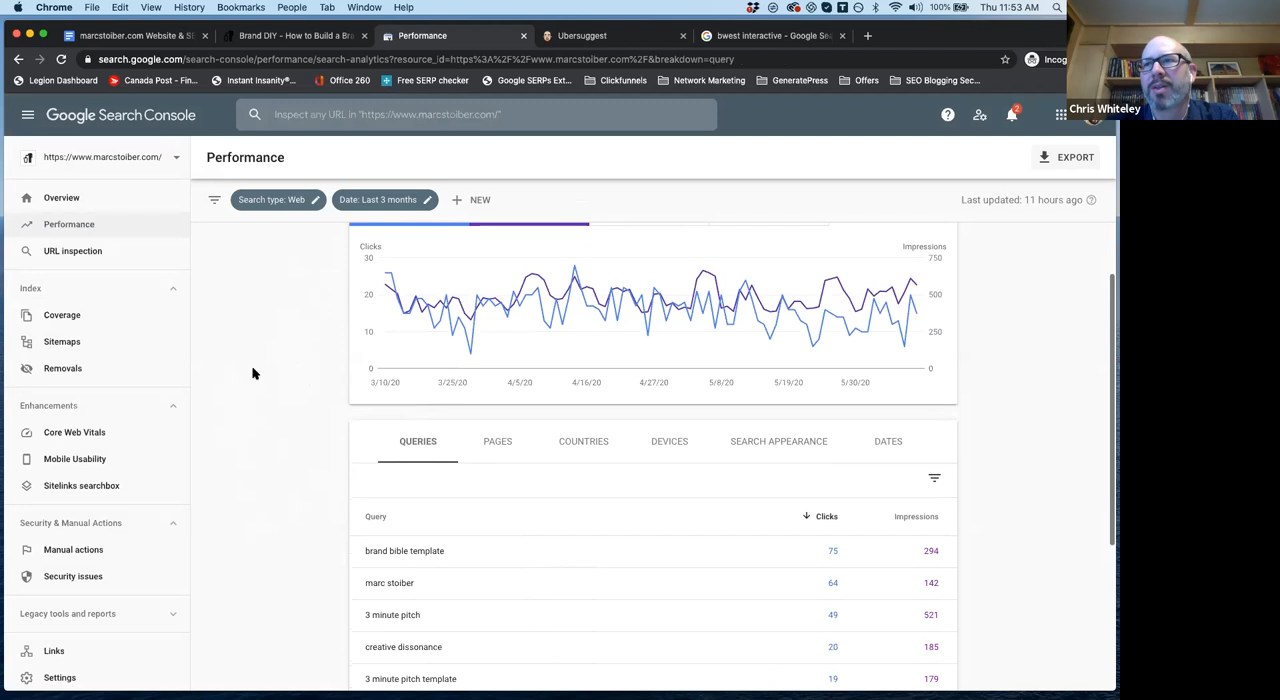 Chrome File Edit View History Bookmarks People Tab Window Help 100% Thu 11:53 AM
marcstoiber.com Website & SE × Brand DIY - How to Build a Bra × Performance × Ubersuggest × bwest interactive - Google Sea × +
search.google.com/search-console/performance/search-analytics?resource_id=https%3A%2F%2Fwww.marcstoiber.com%2F&breakdown=query Incog
Legion Dashboard Canada Post - Fin... Instant Insanity®... Office 260 Free SERP checker Google SERPs Ext... Clickfunnels Network Marketing GeneratePress Offers SEO Blogging Sec...
Chris Whiteley
Google Search Console Inspect any URL in "https://www.marcstoiber.com/" 2
https://www.marcstoiber.com/ Performance EXPORT
Search type: Web Date: Last 3 months + NEW Last updated: 11 hours ago
Overview
Performance
URL inspection
Index
Coverage
Sitemaps
Removals
Enhancements
Core Web Vitals
Mobile Usability
Sitelinks searchbox
Security & Manual Actions
Manual actions
Security issues
Legacy tools and reports
Links
Settings
Clicks Impressions
30 750
20 500
10 250
0 0
3/10/20 3/25/20 4/5/20 4/16/20 4/27/20 5/8/20 5/19/20 5/30/20
QUERIES PAGES COUNTRIES DEVICES SEARCH APPEARANCE DATES
Query Clicks Impressions
brand bible template 75 294
marc stoiber 64 142
3 minute pitch 49 521
creative dissonance 20 185
3 minute pitch template 19 179